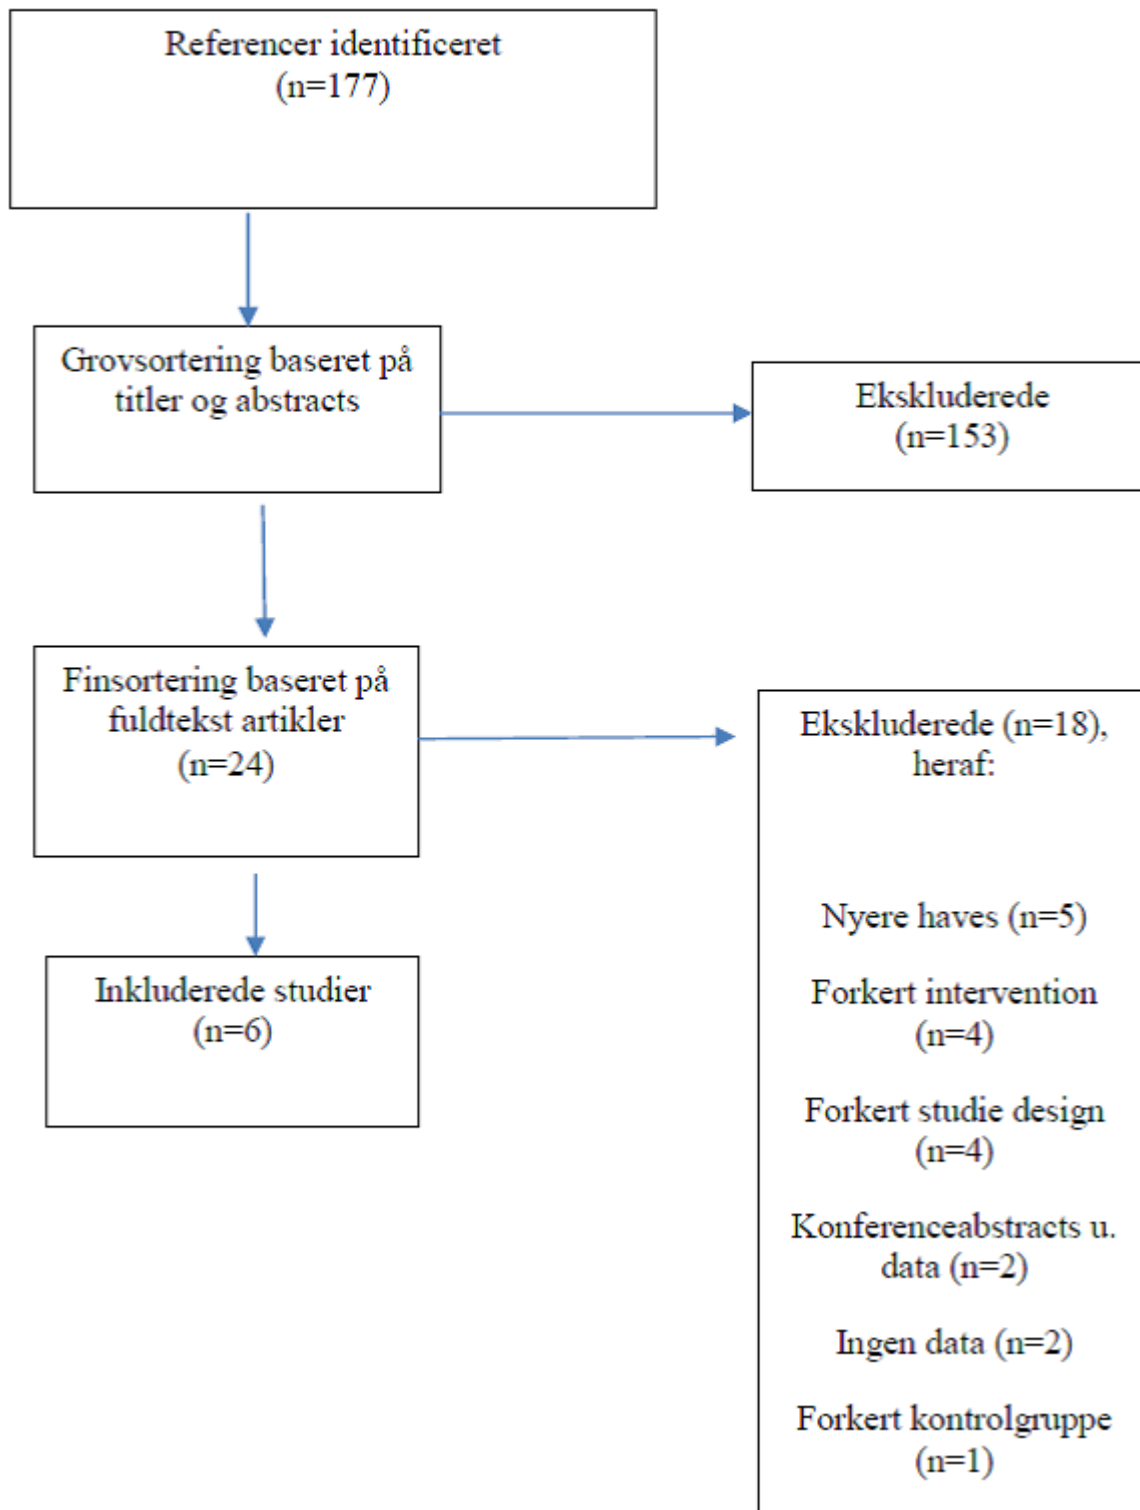 Referencer identificeret
(n=177)
Grovsortering baseret på
titler og abstracts
Ekskluderede
(n=153)
Finsortering baseret på
fuldtekst artikler
(n=24)
Ekskluderede (n=18),
heraf:
Nyere haves (n=5)
Forkert intervention
(n=4)
Forkert studie design
(n=4)
Konferenceabstracts u.
data (n=2)
Ingen data (n=2)
Forkert kontrolgruppe
(n=1)
Inkluderede studier
(n=6)